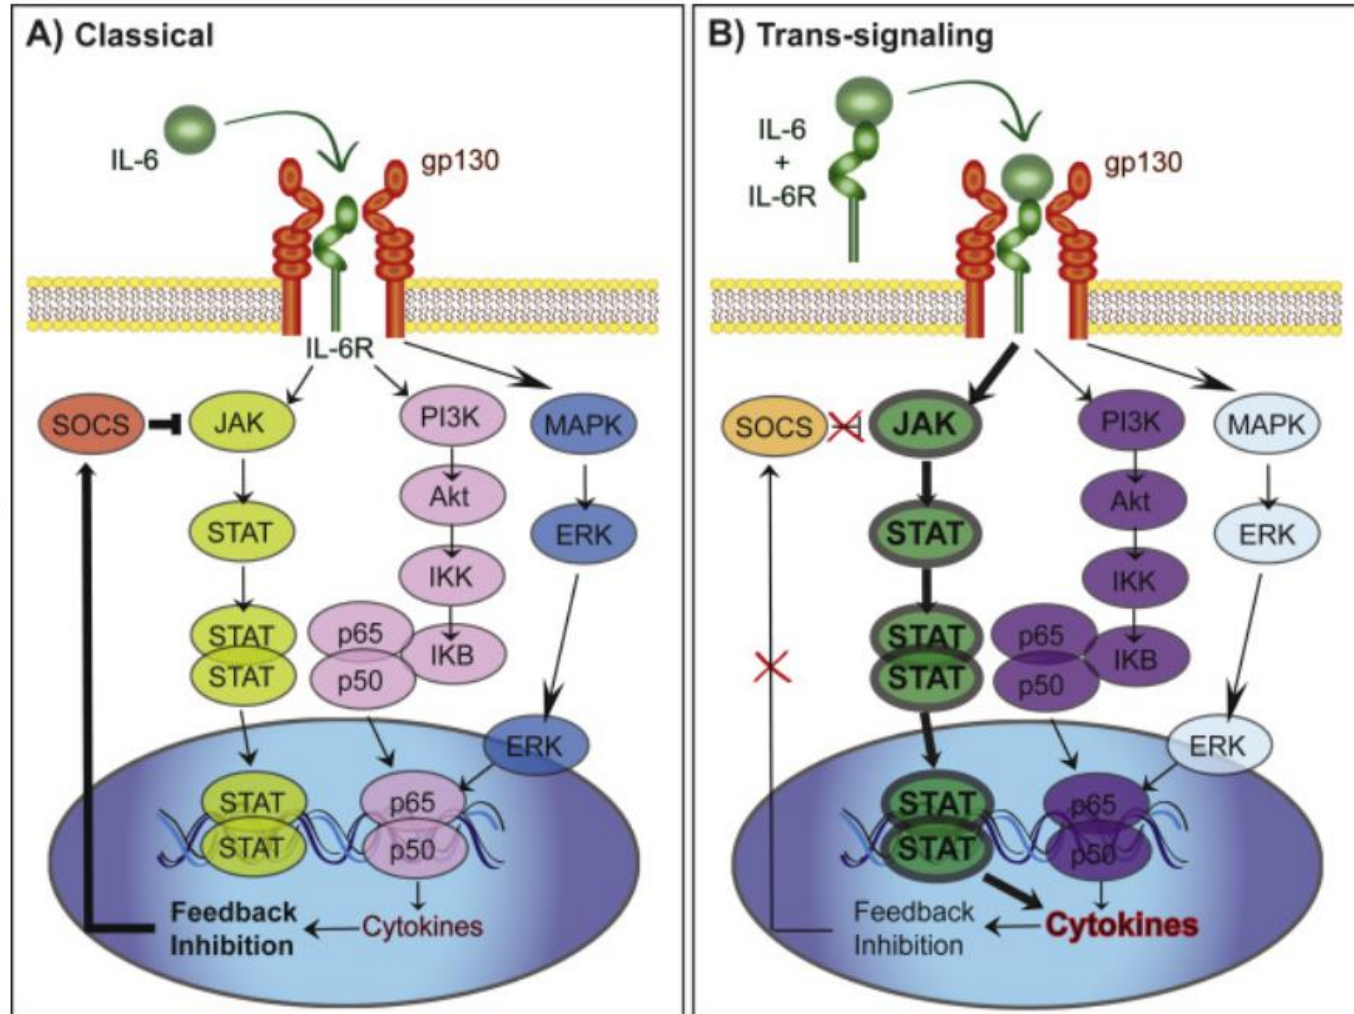 A) Classical
IL-6
gp130
IL-6R
SOCS
JAK
PI3K
MAPK
Akt
STAT
ERK
IKK
STAT
p65
IKB
STAT
p50
ERK
STAT
p65
STAT
p50
Feedback
Inhibition
Cytokines
B) Trans-signaling
IL-6
+
IL-6R
gp130
SOCS
JAK
PI3K
MAPK
Akt
STAT
ERK
IKK
STAT
p65
IKB
STAT
p50
ERK
STAT
p65
STAT
p50
Feedback
Inhibition
Cytokines